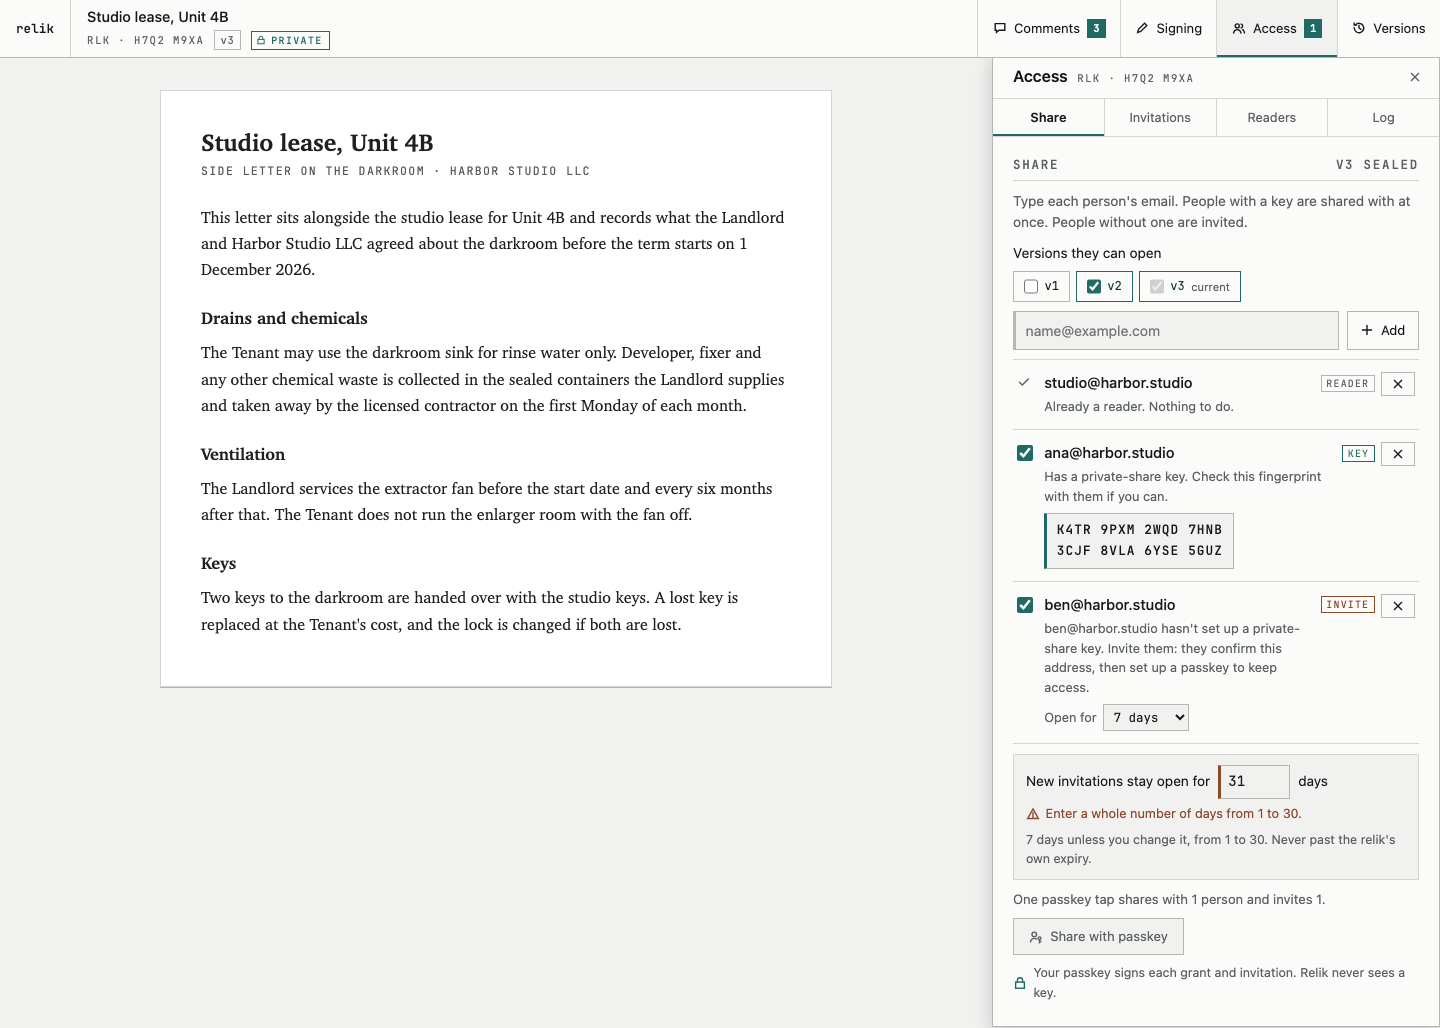 relik
Studio lease, Unit 4B
RLK · H7Q2 M9XA v3 PRIVATE
Comments 3
Signing
Access 1
Versions
Studio lease, Unit 4B
SIDE LETTER ON THE DARKROOM · HARBOR STUDIO LLC
This letter sits alongside the studio lease for Unit 4B and records what the Landlord
and Harbor Studio LLC agreed about the darkroom before the term starts on 1
December 2026.
Drains and chemicals
The Tenant may use the darkroom sink for rinse water only. Developer, fixer and
any other chemical waste is collected in the sealed containers the Landlord supplies
and taken away by the licensed contractor on the first Monday of each month.
Ventilation
The Landlord services the extractor fan before the start date and every six months
after that. The Tenant does not run the enlarger room with the fan off.
Keys
Two keys to the darkroom are handed over with the studio keys. A lost key is
replaced at the Tenant's cost, and the lock is changed if both are lost.
Access RLK · H7Q2 M9XA
Share
Invitations
Readers
Log
SHARE V3 SEALED
Type each person's email. People with a key are shared with at
once. People without one are invited.
Versions they can open
v1
v2
v3 current
name@example.com
Add
studio@harbor.studio READER
Already a reader. Nothing to do.
ana@harbor.studio KEY
Has a private-share key. Check this fingerprint
with them if you can.
K4TR 9PXM 2WQD 7HNB
3CJF 8VLA 6YSE 5GUZ
ben@harbor.studio INVITE
ben@harbor.studio hasn't set up a private-
share key. Invite them: they confirm this
address, then set up a passkey to keep
access.
Open for 7 days
New invitations stay open for 31 days
Enter a whole number of days from 1 to 30.
7 days unless you change it, from 1 to 30. Never past the relik's
own expiry.
One passkey tap shares with 1 person and invites 1.
Share with passkey
Your passkey signs each grant and invitation. Relik never sees a
key.